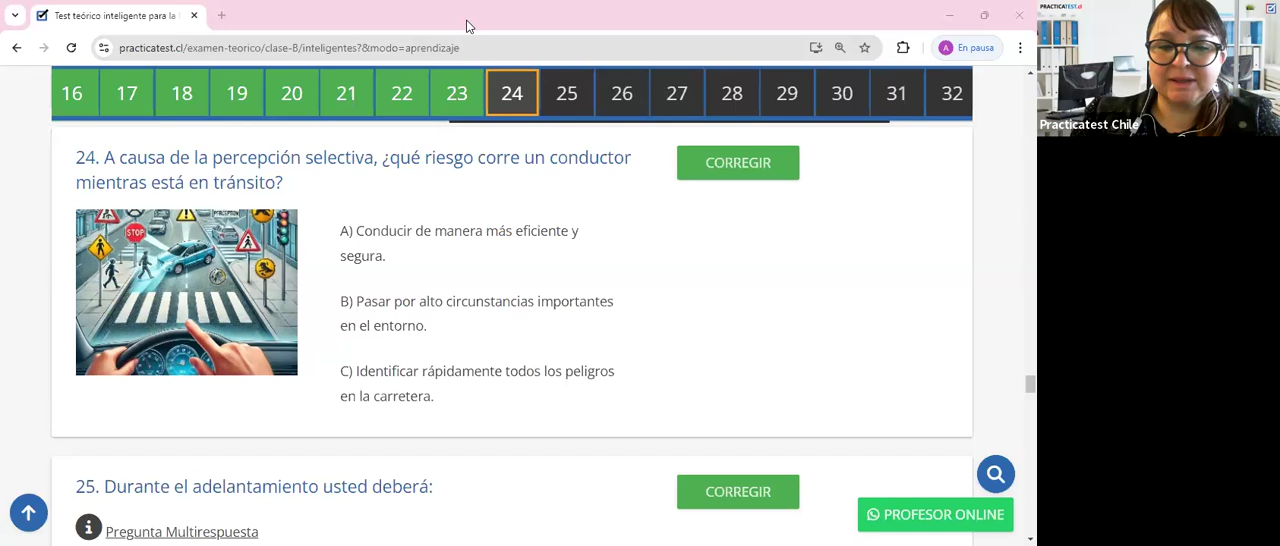 Test teórico inteligente para la
practicatest.cl/examen-teorico/clase-B/inteligentes?&modo=aprendizaje
A
En pausa
PRACTICATEST.cl
Practicatest Chile
16 17 18 19 20 21 22 23 24 25 26 27 28 29 30 31 32
24. A causa de la percepción selectiva, ¿qué riesgo corre un conductor
mientras está en tránsito?
CORREGIR
STOP
A) Conducir de manera más eficiente y
segura.
B) Pasar por alto circunstancias importantes
en el entorno.
C) Identificar rápidamente todos los peligros
en la carretera.
25. Durante el adelantamiento usted deberá:
CORREGIR
Pregunta Multirespuesta
PROFESOR ONLINE